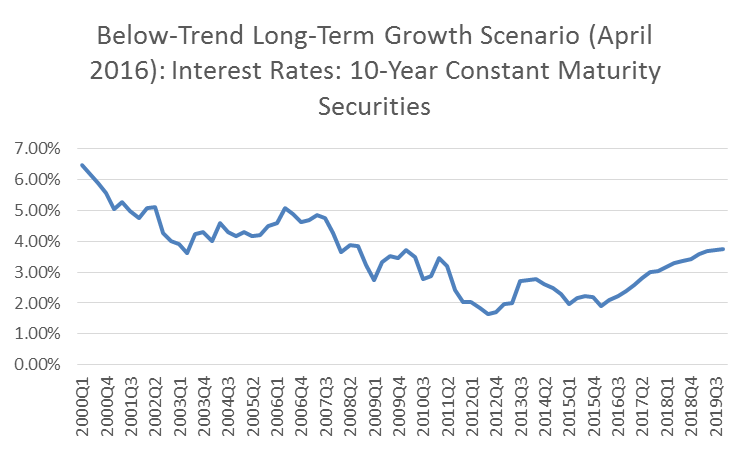 Below-Trend Long-Term Growth Scenario (April
2016): Interest Rates: 10-Year Constant Maturity
Securities
7.00%
6.00%
5.00%
4.00%
3.00%
2.00%
1.00%
0.00%
2000Q1
2000Q4
2001Q3
2002Q2
2003Q1
2003Q4
2004Q3
2005Q2
2006Q1
2006Q4
2007Q3
2008Q2
2009Q1
2009Q4
2010Q3
2011Q2
2012Q1
2012Q4
2013Q3
2014Q2
2015Q1
2015Q4
2016Q3
2017Q2
2018Q1
2018Q4
2019Q3